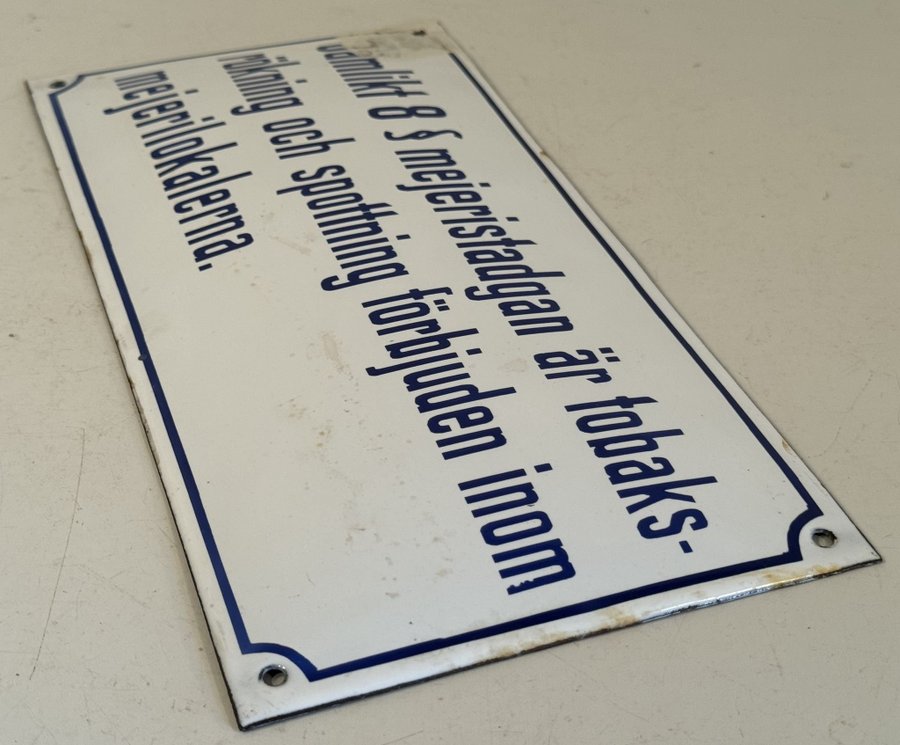 Jämlikt 8 § mejeristadgan är tobaks-
rökning och spottning förbjuden inom
mejerilokalerna.